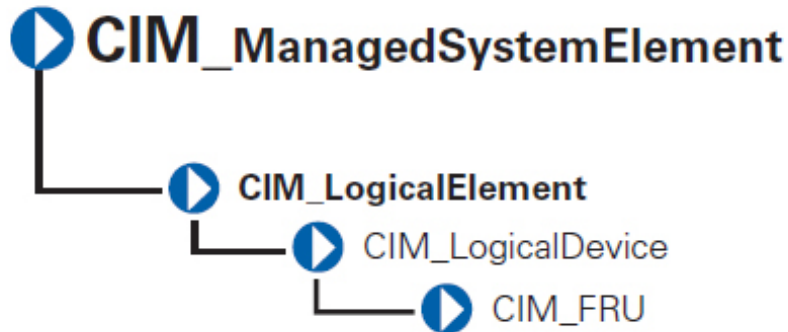 CIM_ManagedSystemElement
CIM_LogicalElement
CIM_LogicalDevice
CIM_FRU